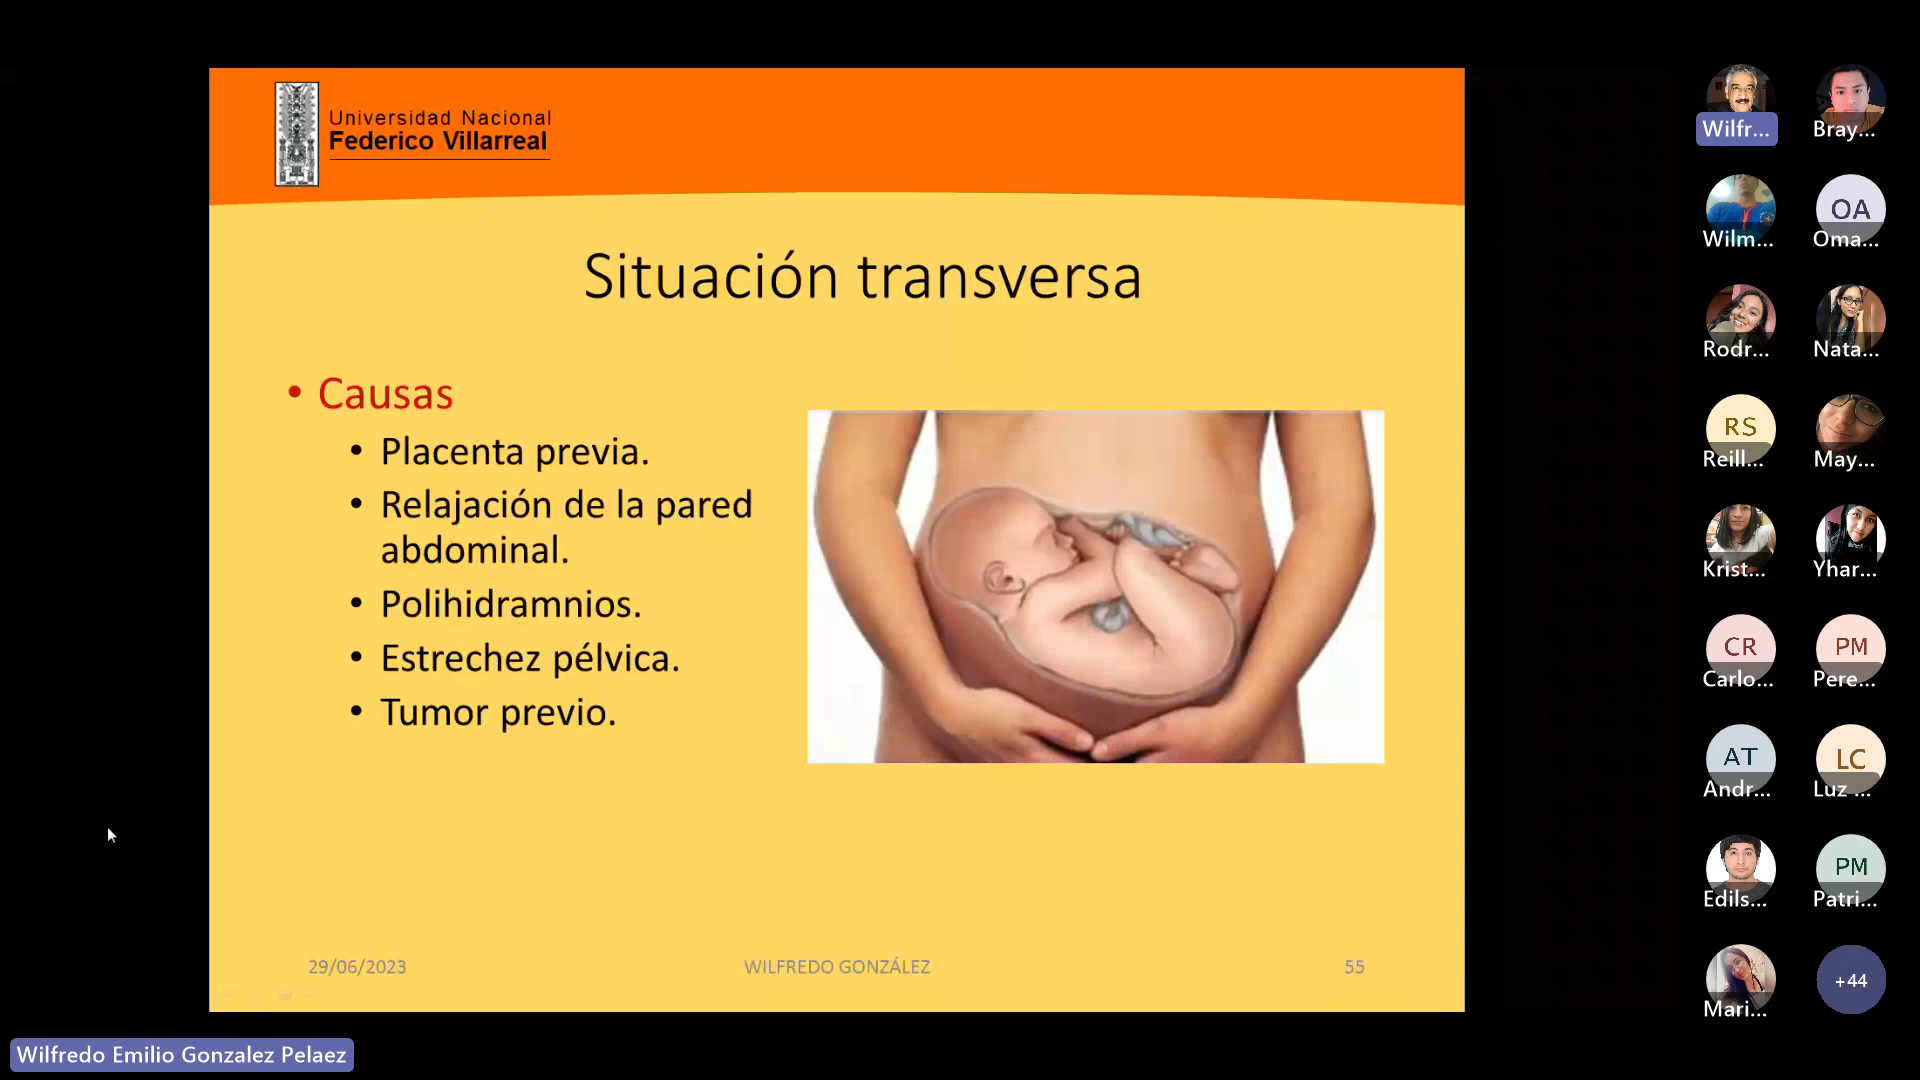 Universidad Nacional
Federico Villarreal
Situación transversa
• Causas
• Placenta previa.
• Relajación de la pared
abdominal.
• Polihidramnios.
• Estrechez pélvica.
• Tumor previo.
29/06/2023
WILFREDO GONZÁLEZ
55
Wilfr...
Bray...
Wilm...
OA
Oma...
Rodr...
Nata...
RS
Reill...
May...
Krist...
Yhar...
CR
Carlo...
PM
Pere...
AT
Andr...
LC
Luz ...
Edils...
PM
Patri...
Mari...
+44
Wilfredo Emilio Gonzalez Pelaez